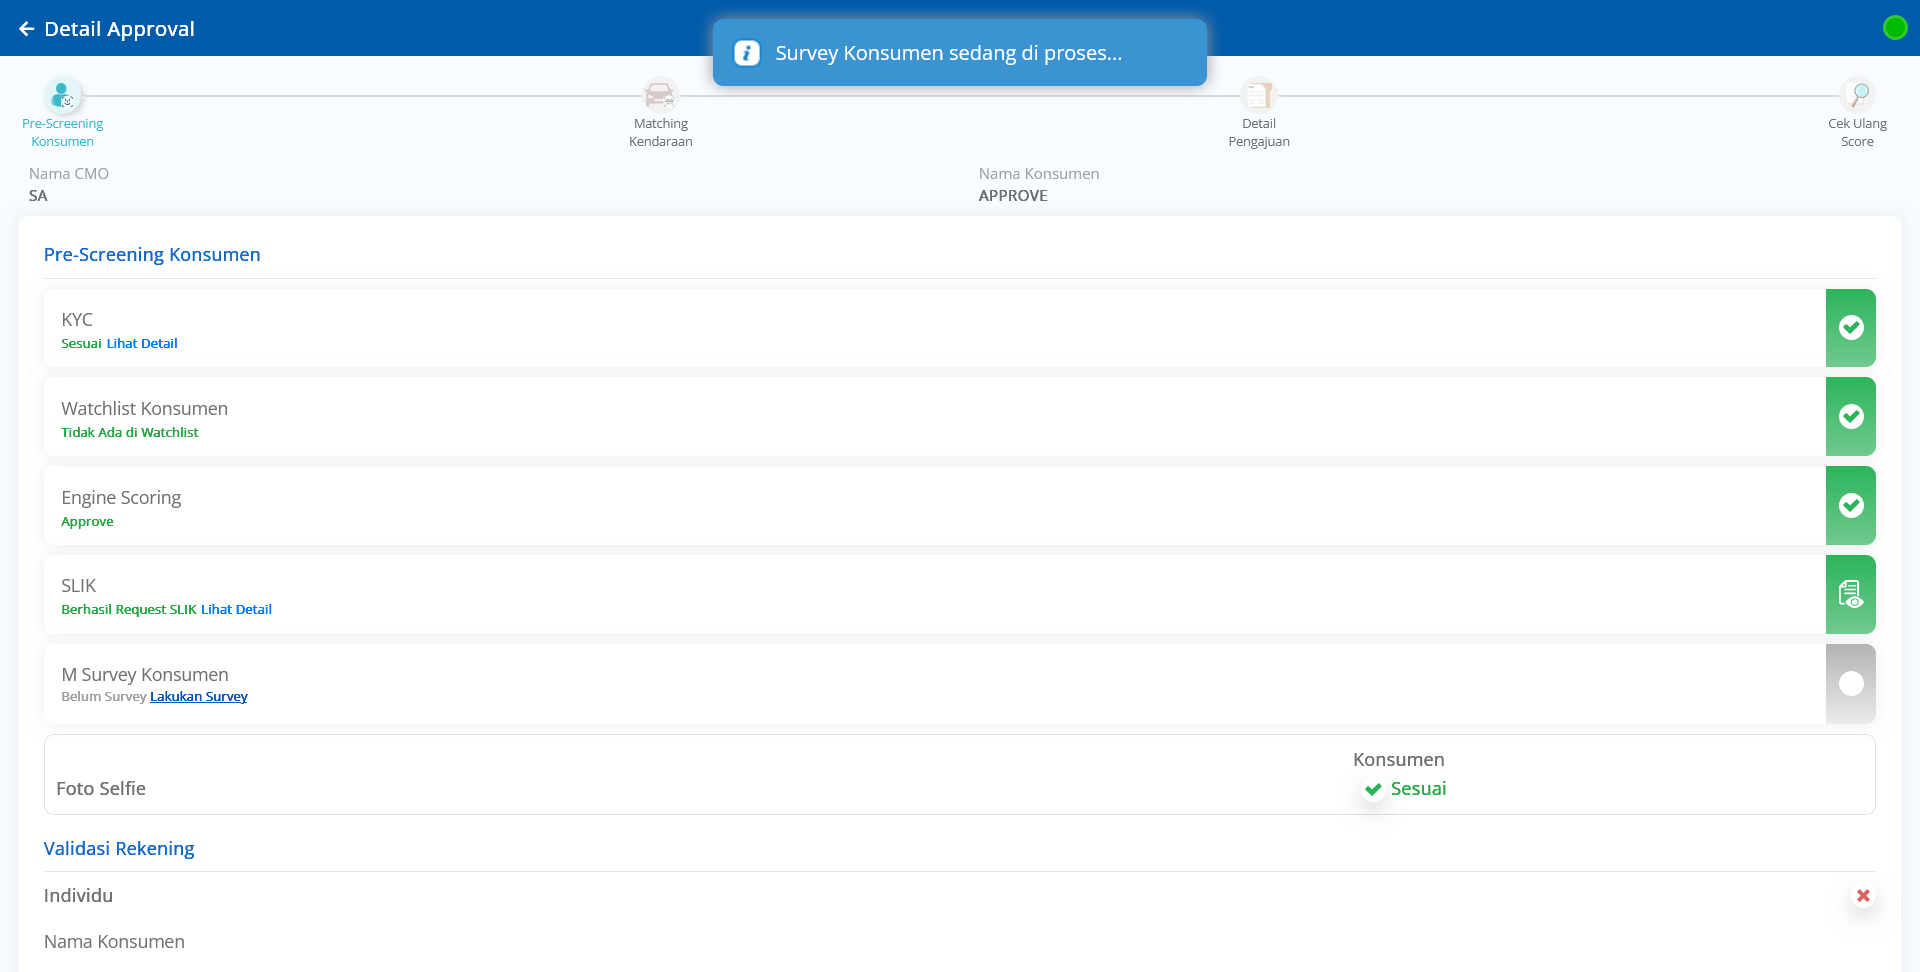 Detail Approval
Survey Konsumen sedang di proses...
Pre-Screening
Konsumen
Matching
Kendaraan
Detail
Pengajuan
Cek Ulang
Score
Nama CMO
SA
Nama Konsumen
APPROVE
Pre-Screening Konsumen
KYC
Sesuai Lihat Detail
Watchlist Konsumen
Tidak Ada di Watchlist
Engine Scoring
Approve
SLIK
Berhasil Request SLIK Lihat Detail
M Survey Konsumen
Belum Survey Lakukan Survey
Konsumen
Foto Selfie
Sesuai
Validasi Rekening
Individu
Nama Konsumen